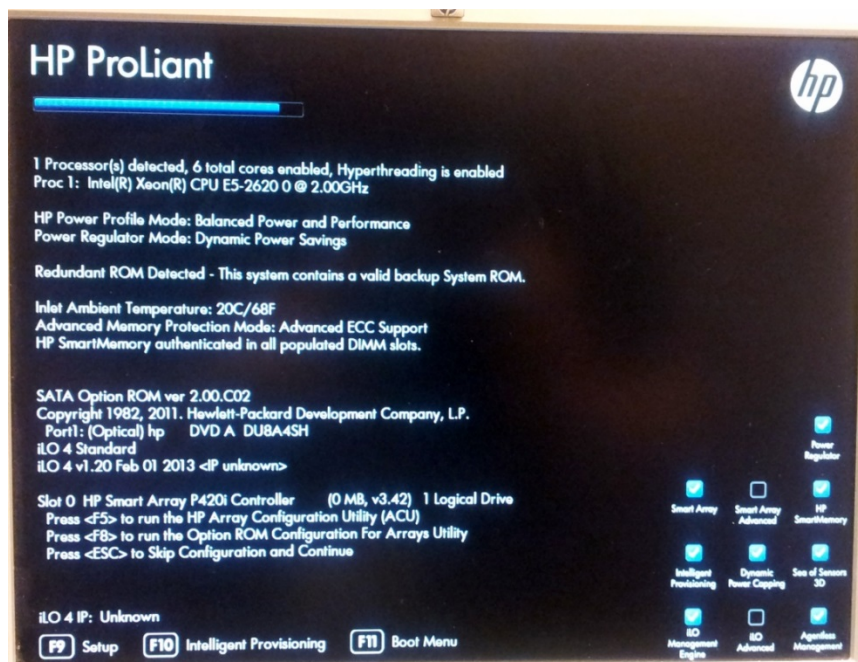 HP ProLiant
hp
1 Processor(s) detected, 6 total cores enabled, Hyperthreading is enabled
Proc 1: Intel(R) Xeon(R) CPU E5-2620 0 @ 2.00GHz
HP Power Profile Mode: Balanced Power and Performance
Power Regulator Mode: Dynamic Power Savings
Redundant ROM Detected - This system contains a valid backup System ROM.
Inlet Ambient Temperature: 20C/68F
Advanced Memory Protection Mode: Advanced ECC Support
HP SmartMemory authenticated in all populated DIMM slots.
SATA Option ROM ver 2.00.C02
Copyright 1982, 2011. Hewlett-Packard Development Company, L.P.
Port1: (Optical) hp DVD A DU8A4SH
iLO 4 Standard
iLO 4 v1.20 Feb 01 2013 <IP unknown>
Slot 0 HP Smart Array P420i Controller (0 MB, v3.42) 1 Logical Drive
Press <F5> to run the HP Array Configuration Utility (ACU)
Press <F8> to run the Option ROM Configuration For Arrays Utility
Press <ESC> to Skip Configuration and Continue
Power
Regulator
Smart Array
Smart Array
Advanced
HP
SmartMemory
Intelligent
Provisioning
Dynamic
Power Capping
Sea of Sensors
3D
iLO
Management
Engine
iLO
Advanced
Agentless
Management
iLO 4 IP: Unknown
F9 Setup F10 Intelligent Provisioning F11 Boot Menu